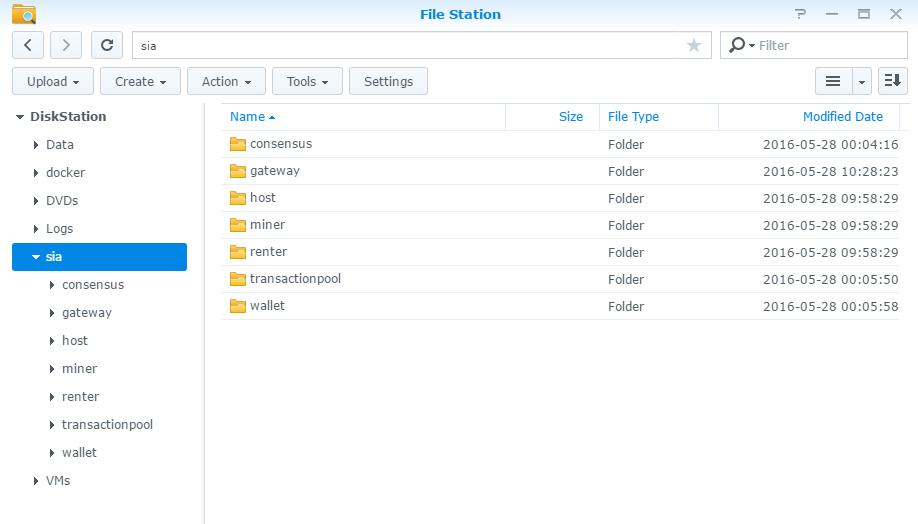 File Station
sia
Filter
Upload Create Action Tools Settings
DiskStation
Data
docker
DVDs
Logs
sia
consensus
gateway
host
miner
renter
transactionpool
wallet
VMs
Name Size File Type Modified Date
consensus Folder 2016-05-28 00:04:16
gateway Folder 2016-05-28 10:28:23
host Folder 2016-05-28 09:58:29
miner Folder 2016-05-28 09:58:29
renter Folder 2016-05-28 09:58:29
transactionpool Folder 2016-05-28 00:05:50
wallet Folder 2016-05-28 00:05:58